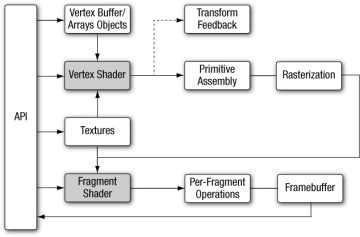 Vertex Buffer/
Arrays Objects
Transform
Feedback
Vertex Shader
Primitive
Assembly
Rasterization
API
Textures
Fragment
Shader
Per-Fragment
Operations
Framebuffer